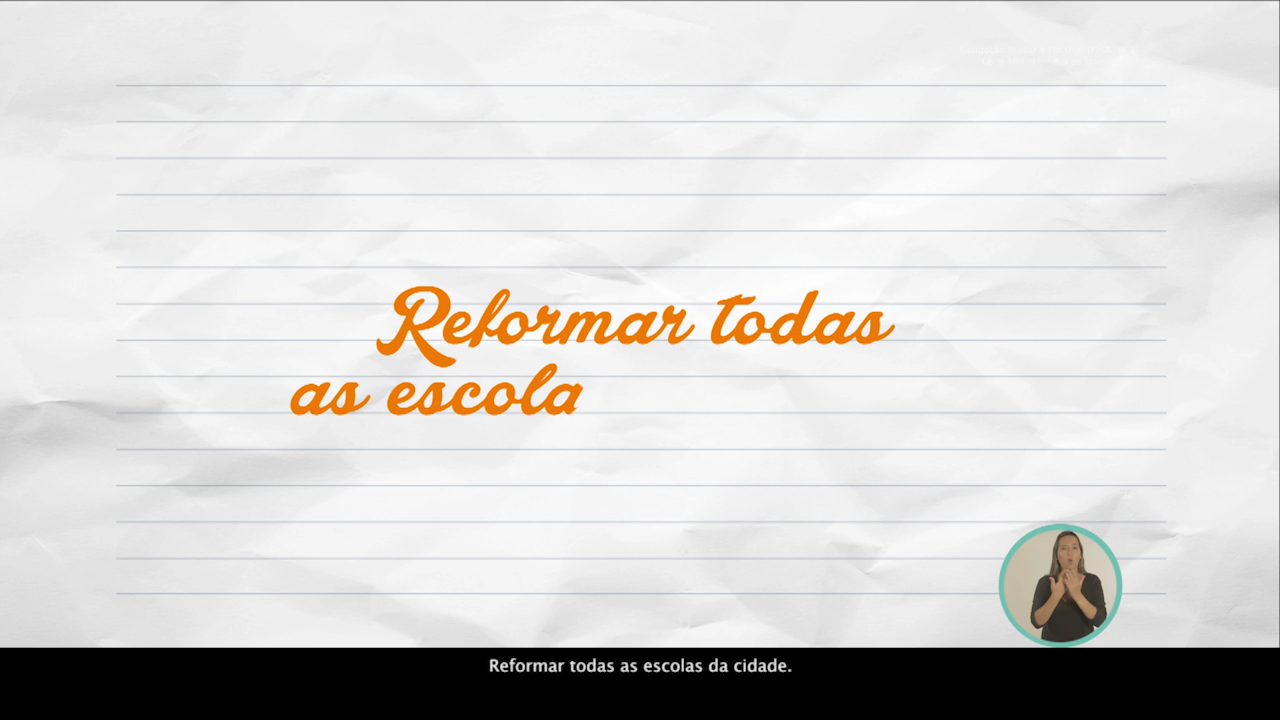 Reformar todas
as escola
Reformar todas as escolas da cidade.